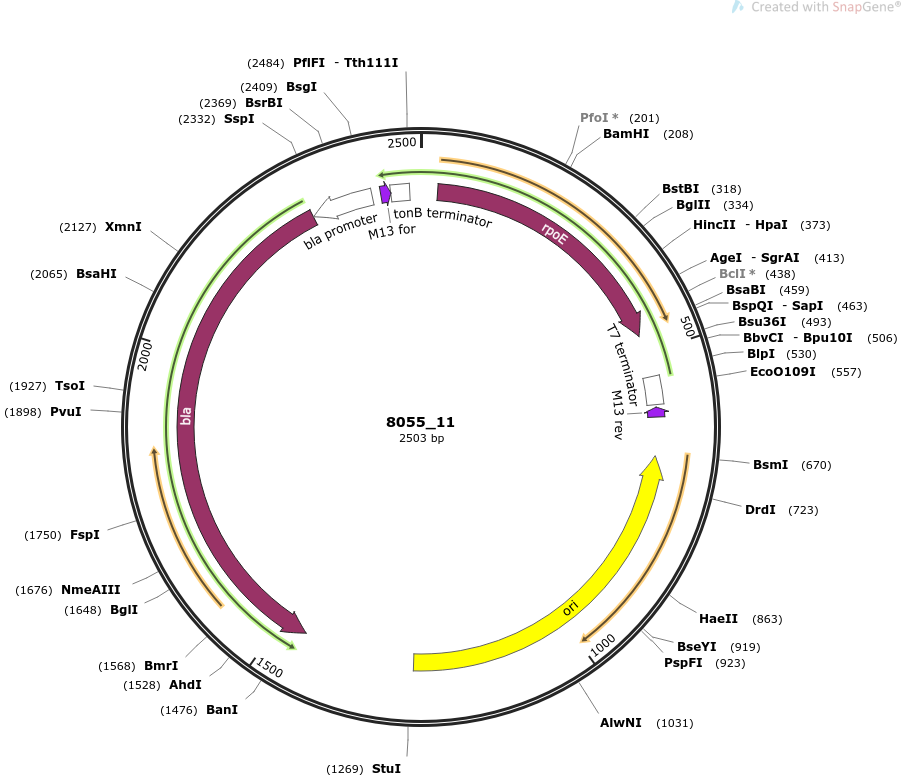 Created with SnapGene®
(2484) PflFI - Tth111I
(2409) BsgI
(2369) BsrBI
(2332) SspI
(2127) XmnI
(2065) BsaHI
(1927) TsoI
(1898) PvuI
(1750) FspI
(1676) NmeAIII
(1648) BglI
(1568) BmrI
(1528) AhdI
(1476) BanI
(1269) StuI
PfoI * (201)
BamHI (208)
BstBI (318)
BglII (334)
HincII - HpaI (373)
AgeI - SgrAI (413)
BclI * (438)
BsaBI (459)
BspQI - SapI (463)
Bsu36I (493)
BbvCI - Bpu10I (506)
BlpI (530)
EcoO109I (557)
BsmI (670)
DrdI (723)
HaeII (863)
BseYI (919)
PspFI (923)
AlwNI (1031)
2500
500
1000
1500
2000
bla promoter
M13 for
tonB terminator
rpoE
T7 terminator
M13 rev
bla
ori
8055_11
2503 bp